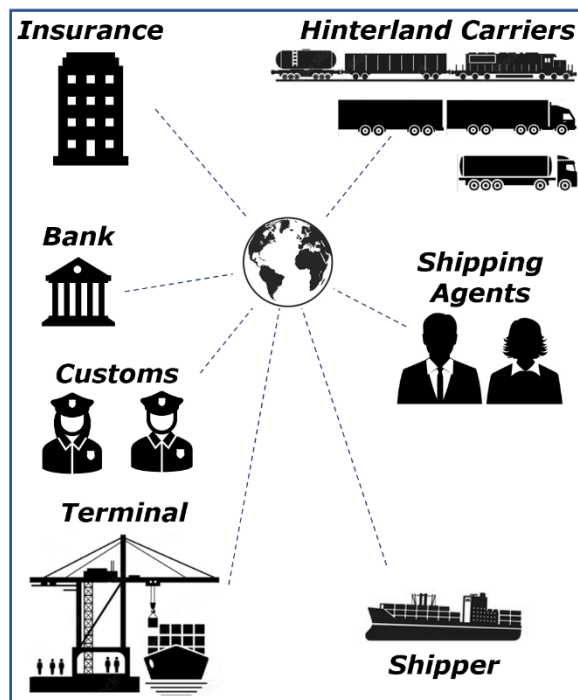 Insurance
Hinterland Carriers
Bank
Shipping
Agents
Customs
Terminal
Shipper